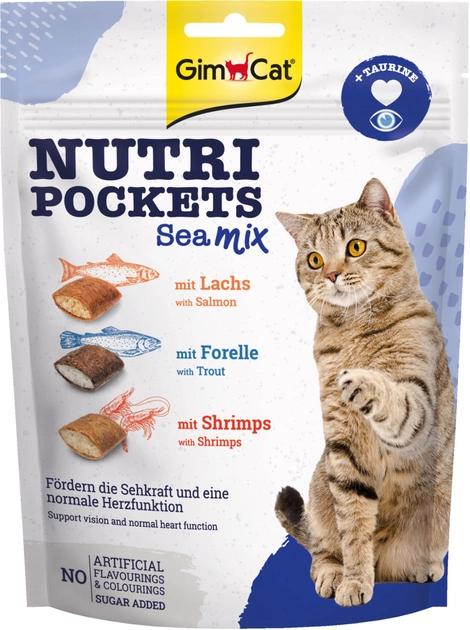 GimCat
+ TAURINE
NUTRI
POCKETS
Sea mix
mit Lachs
with Salmon
mit Forelle
with Trout
mit Shrimps
with Shrimps
Fördern die Sehkraft und eine
normale Herzfunktion
Support vision and normal heart function
NO
ARTIFICIAL
FLAVOURINGS
& COLOURINGS
SUGAR ADDED